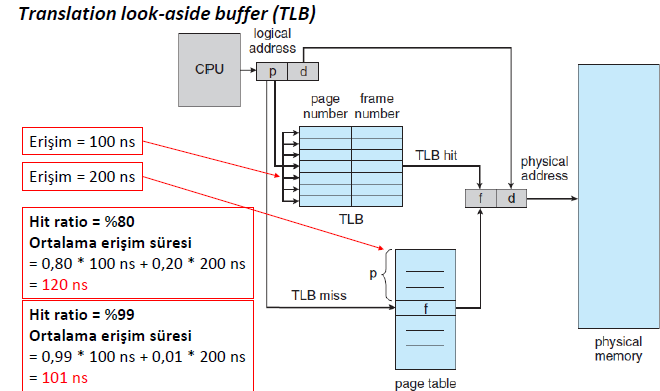 Translation look-aside buffer (TLB)
logical
address
CPU
p d
page
number
frame
number
Erişim = 100 ns
TLB hit
Erişim = 200 ns
physical
address
f d
TLB
Hit ratio = %80
Ortalama erişim süresi
= 0,80 * 100 ns + 0,20 * 200 ns
= 120 ns
p
TLB miss
f
Hit ratio = %99
Ortalama erişim süresi
= 0,99 * 100 ns + 0,01 * 200 ns
= 101 ns
physical
memory
page table